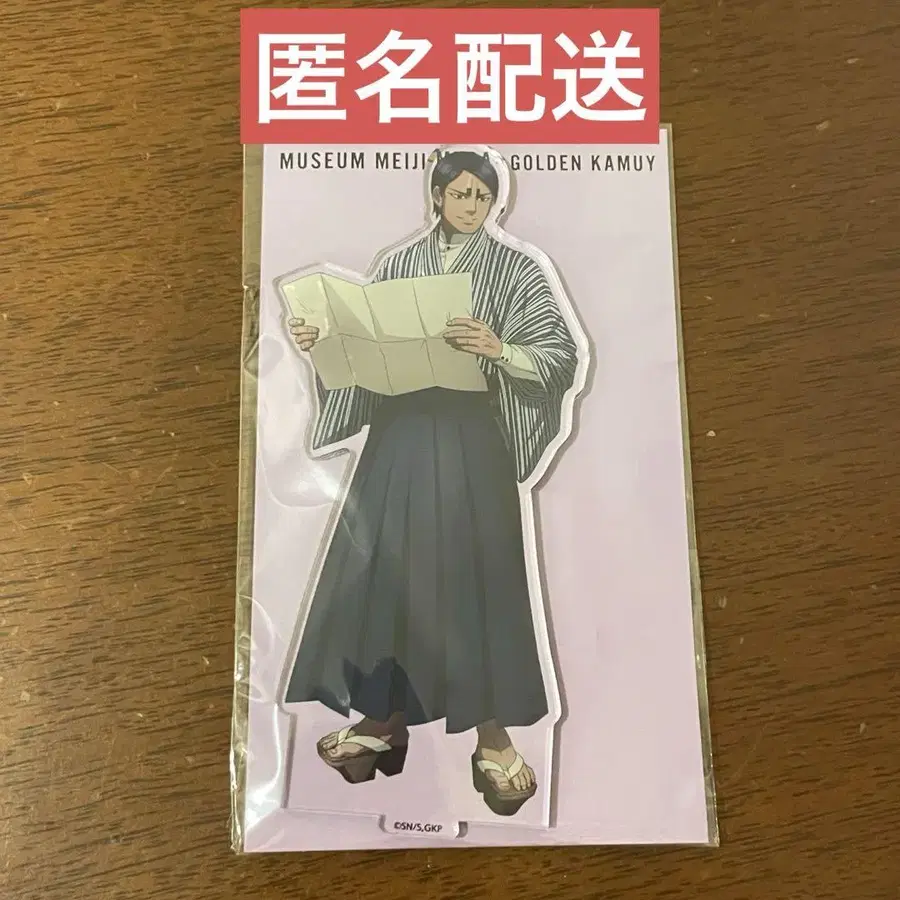 匿名配送
MUSEUM MEIJI-
GOLDEN KAMUY
©SN/S,GKP